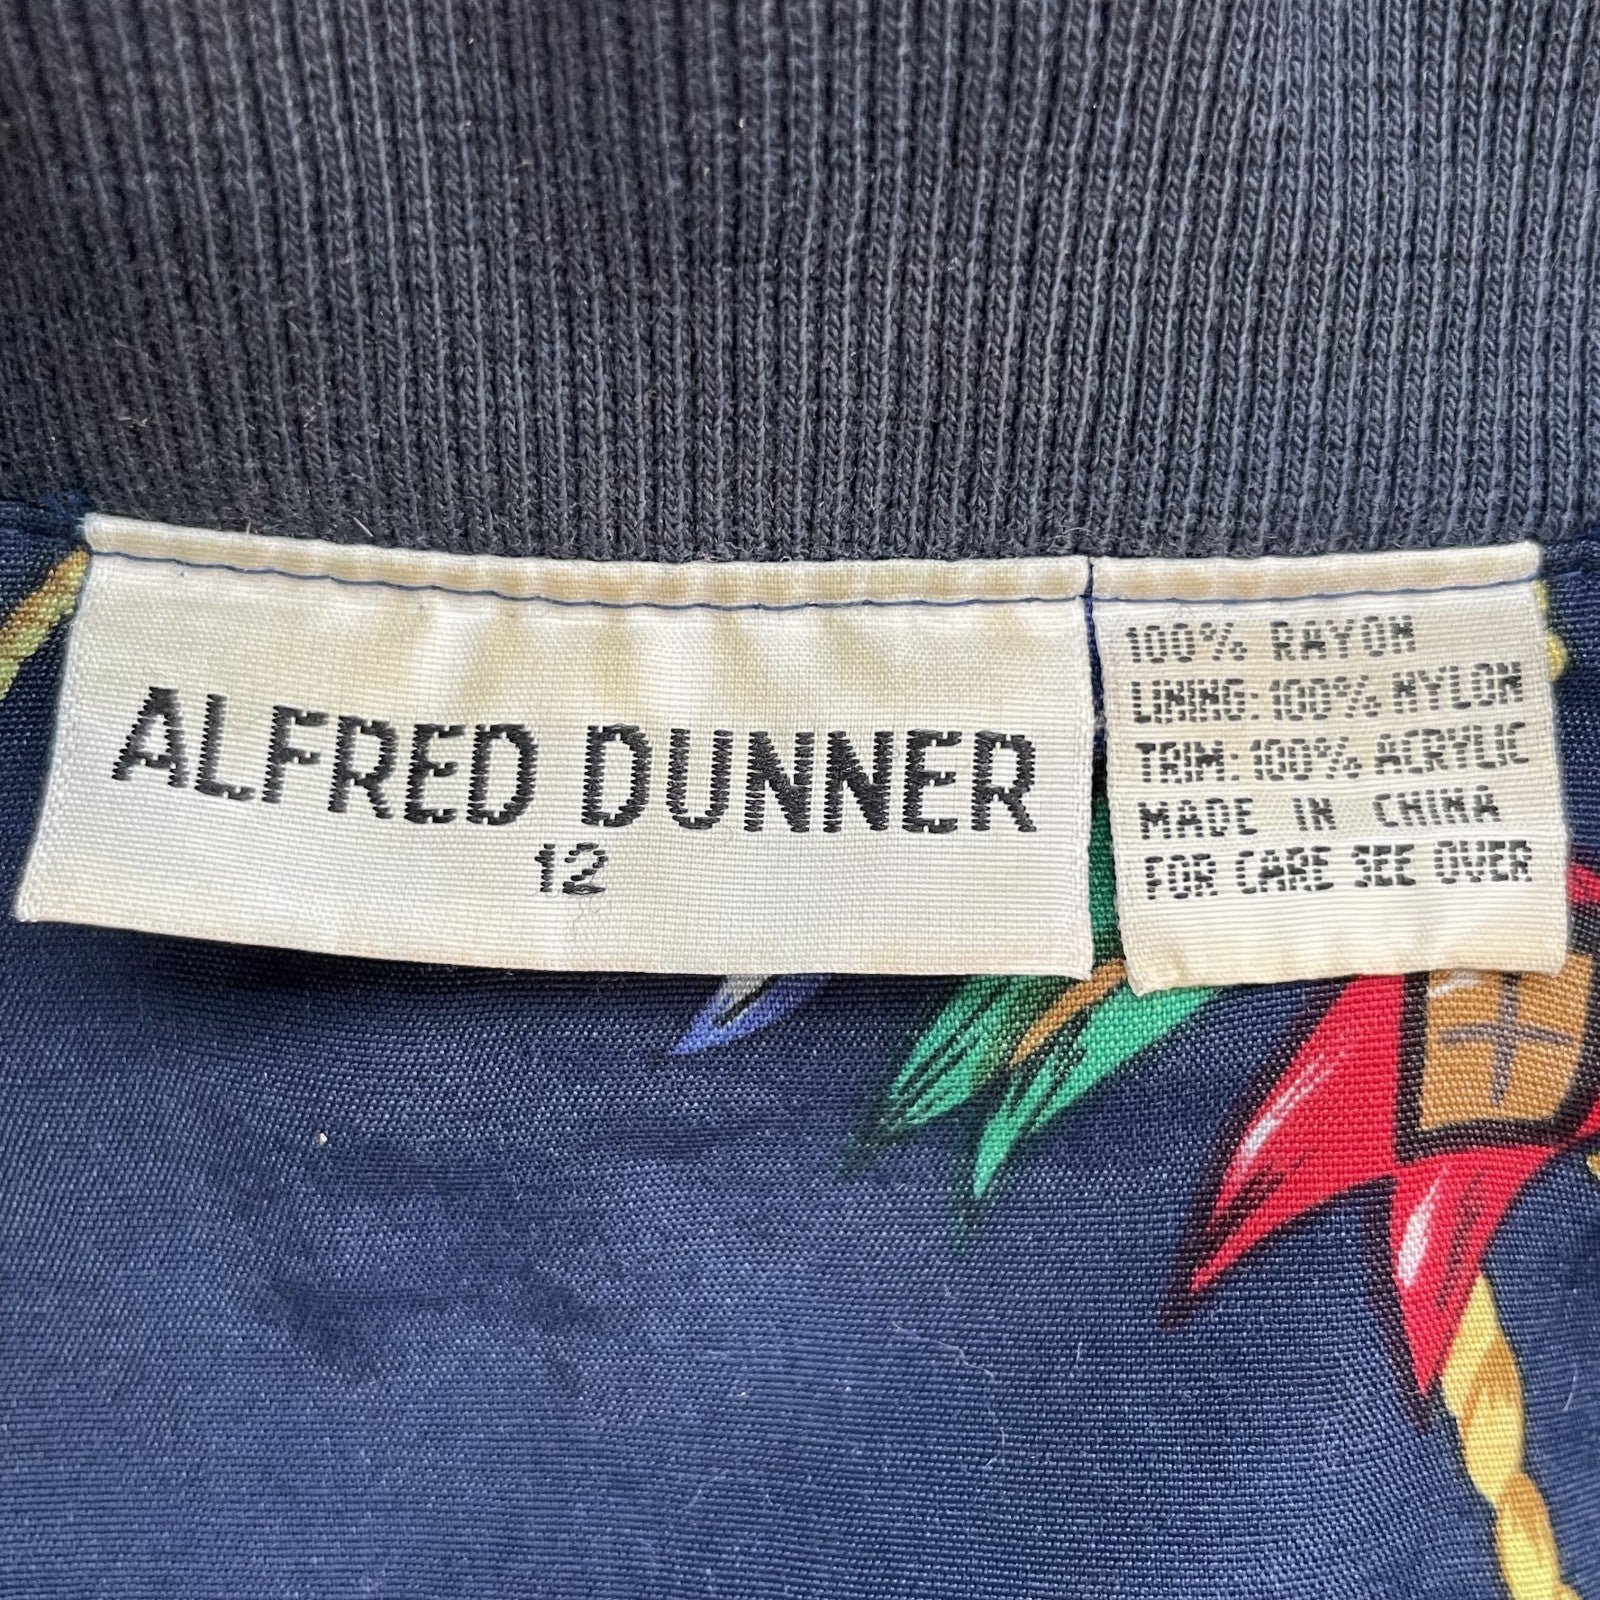 ALFRED DUNNER
12
100% RAYON
LINING: 100% NYLON
TRIM: 100% ACRYLIC
MADE IN CHINA
FOR CARE SEE OVER